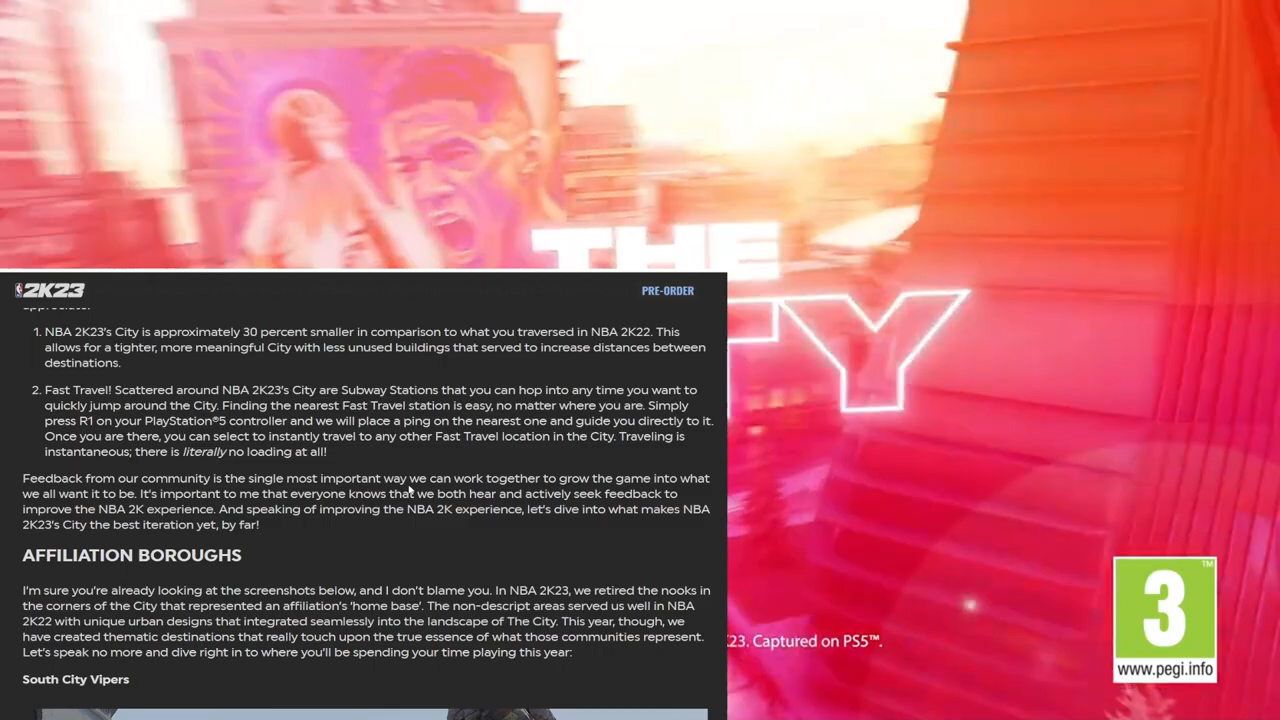 THE
2K23
PRE-ORDER
1. NBA 2K23's City is approximately 30 percent smaller in comparison to what you traversed in NBA 2K22. This
allows for a tighter, more meaningful City with less unused buildings that served to increase distances between
destinations.
2. Fast Travel! Scattered around NBA 2K23's City are Subway Stations that you can hop into any time you want to
quickly jump around the City. Finding the nearest Fast Travel station is easy, no matter where you are. Simply
press R1 on your PlayStation®5 controller and we will place a ping on the nearest one and guide you directly to it.
Once you are there, you can select to instantly travel to any other Fast Travel location in the City. Traveling is
instantaneous; there is literally no loading at all!
Feedback from our community is the single most important way we can work together to grow the game into what
we all want it to be. It's important to me that everyone knows that we both hear and actively seek feedback to
improve the NBA 2K experience. And speaking of improving the NBA 2K experience, let's dive into what makes NBA
2K23's City the best iteration yet, by far!
AFFILIATION BOROUGHS
I'm sure you're already looking at the screenshots below, and I don't blame you. In NBA 2K23, we retired the nooks in
the corners of the City that represented an affiliation's 'home base'. The non-descript areas served us well in NBA
2K22 with unique urban designs that integrated seamlessly into the landscape of The City. This year, though, we
have created thematic destinations that really touch upon the true essence of what those communities represent.
Let's speak no more and dive right in to where you'll be spending your time playing this year:
South City Vipers
TY
23. Captured on PS5™.
3
TM
www.pegi.info